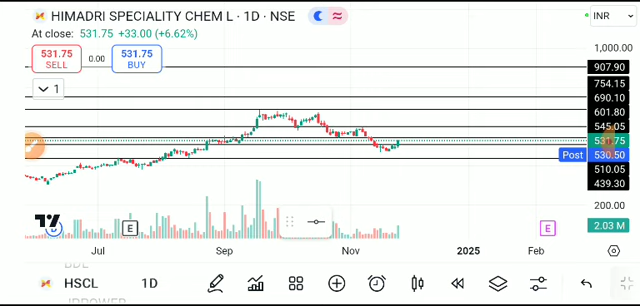 HIMADRI SPECIALITY CHEM L · 1D · NSE
INR
At close: 531.75 +33.00 (+6.62%)
531.75
SELL
0.00
531.75
BUY
1
1,000.00
907.90
754.15
690.10
601.80
545.05
531.75
Post 530.50
510.05
439.30
200.00
2.03 M
D
E
E
Jul Sep Nov 2025 Feb
HSCL 1D